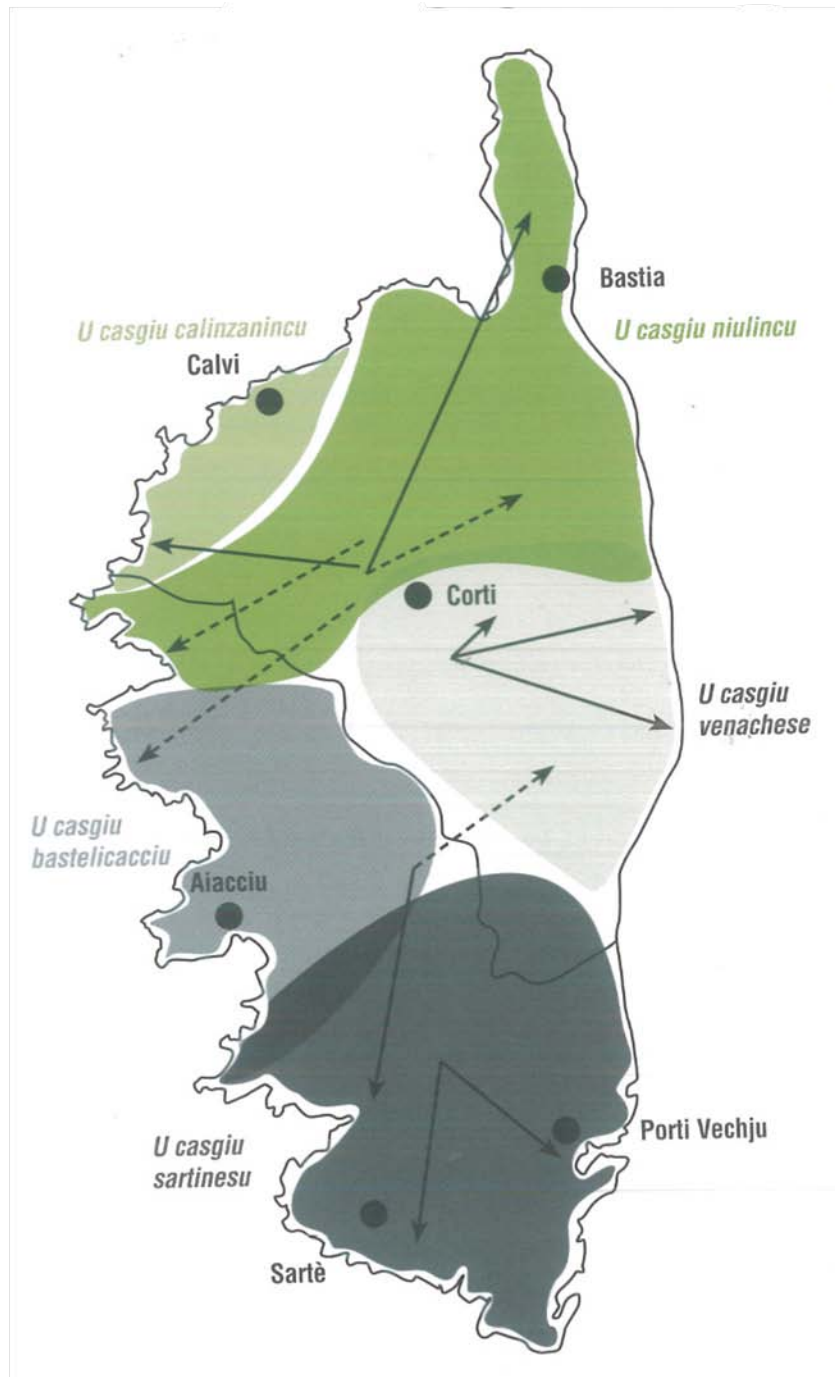 Bastia
U casgiu calinzanincu
U casgiu niulincu
Calvi
Corti
U casgiu
venachese
U casgiu
bastelicacciu
Aiacciu
Porti Vechju
U casgiu
sartinesu
Sartè